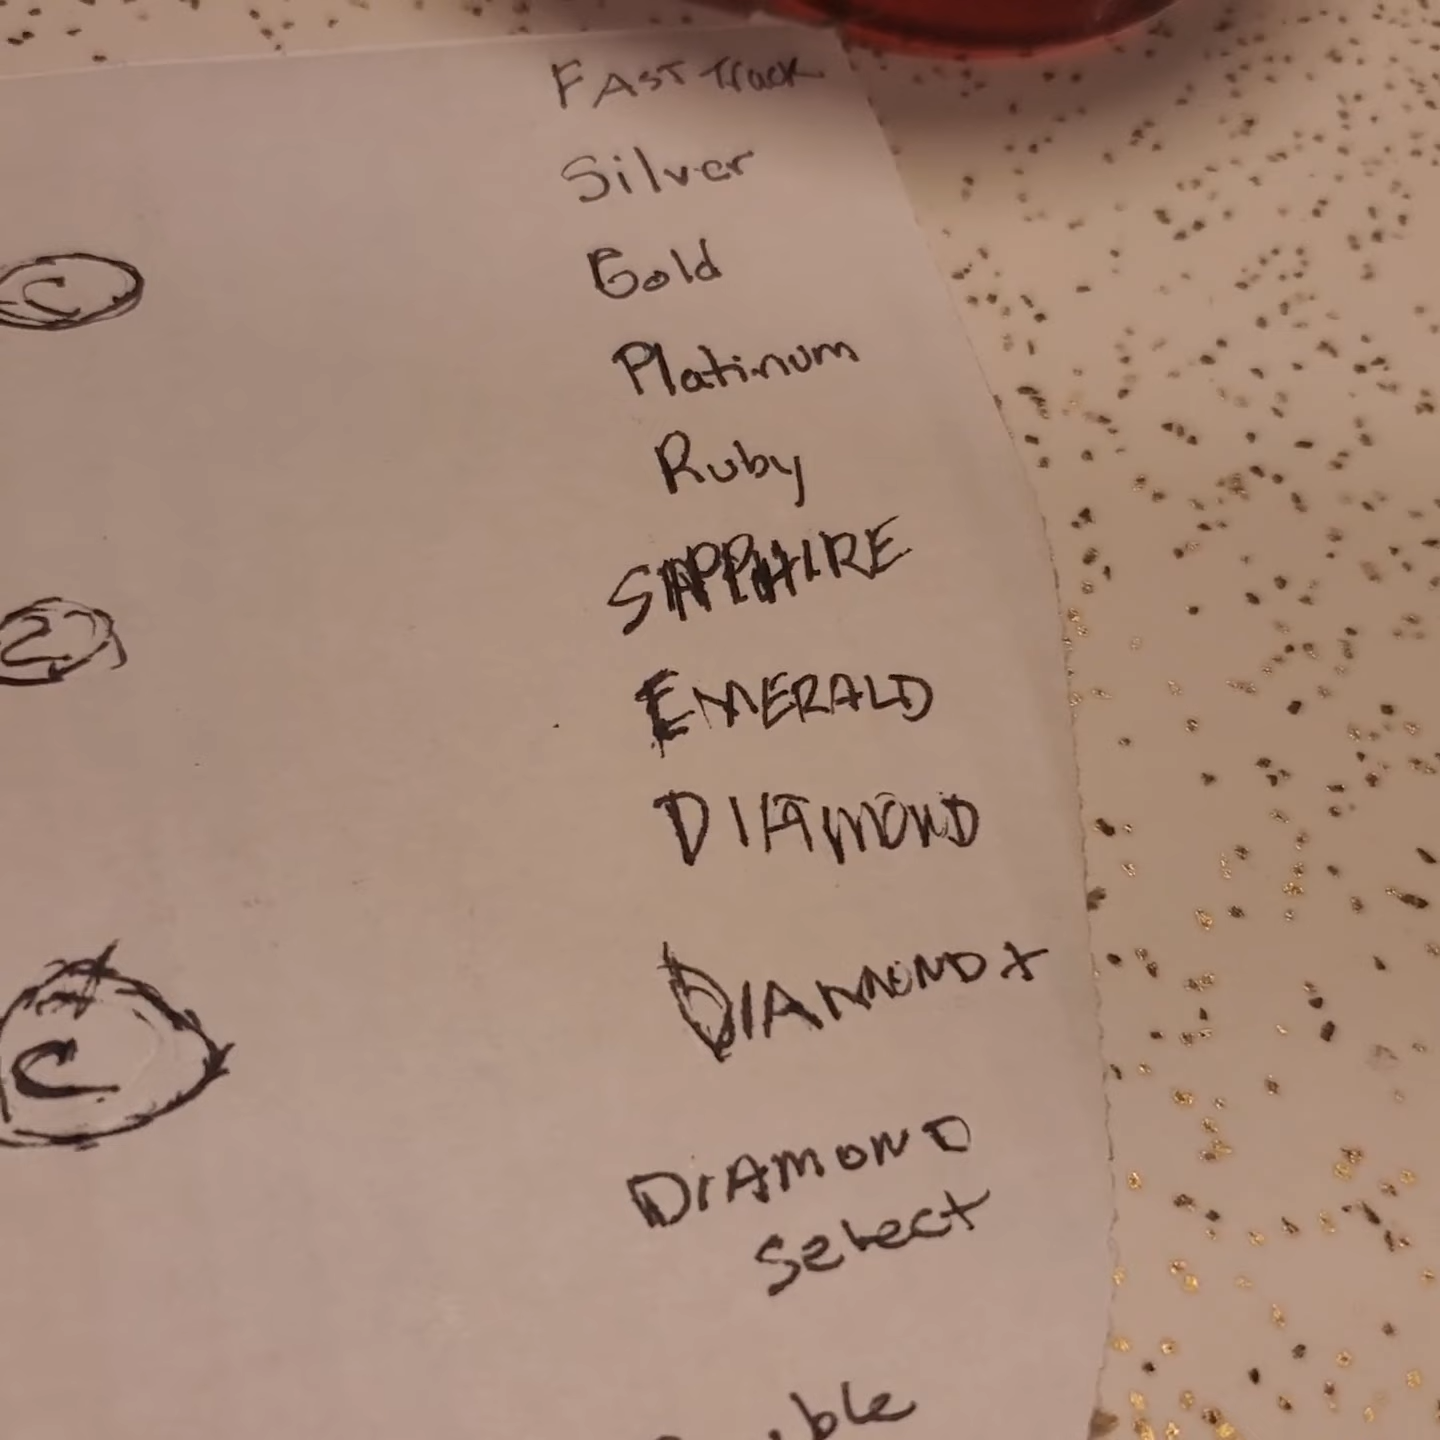 FAST Track
Silver
Gold
C
Platinum
Ruby
SAPPHIRE
EMERALD
DIAMOND
DIAMOND+
C
DIAMOND
Select